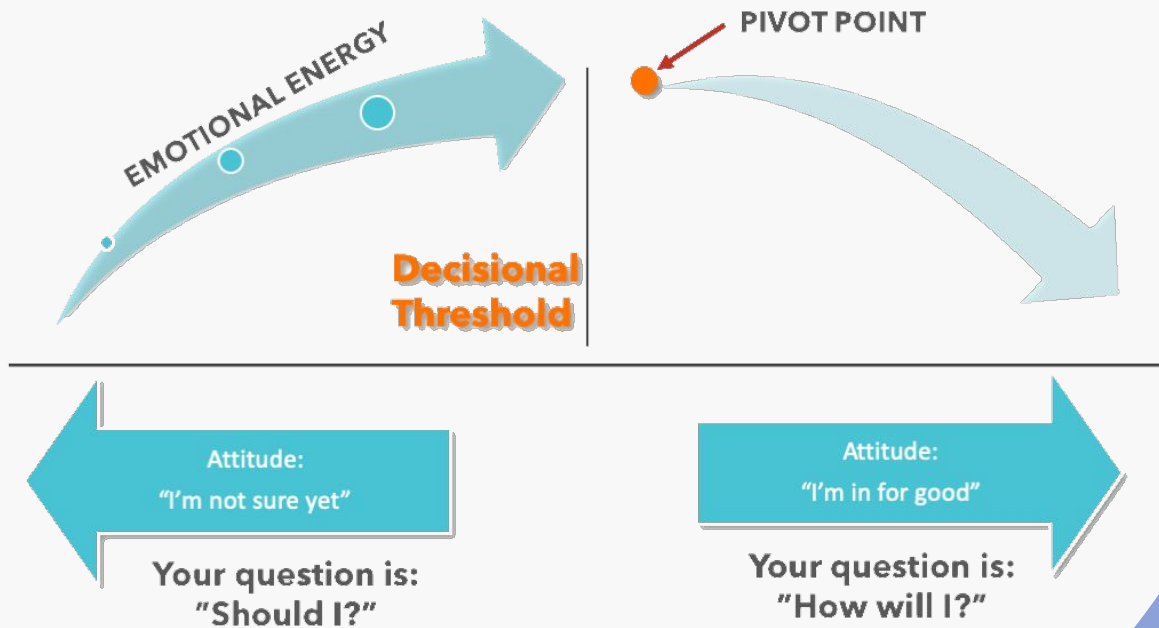 PIVOT POINT
EMOTIONAL ENERGY
Decisional
Threshold
Attitude:
“I’m not sure yet”
Your question is:
”Should I?”
Attitude:
“I’m in for good”
Your question is:
”How will I?”